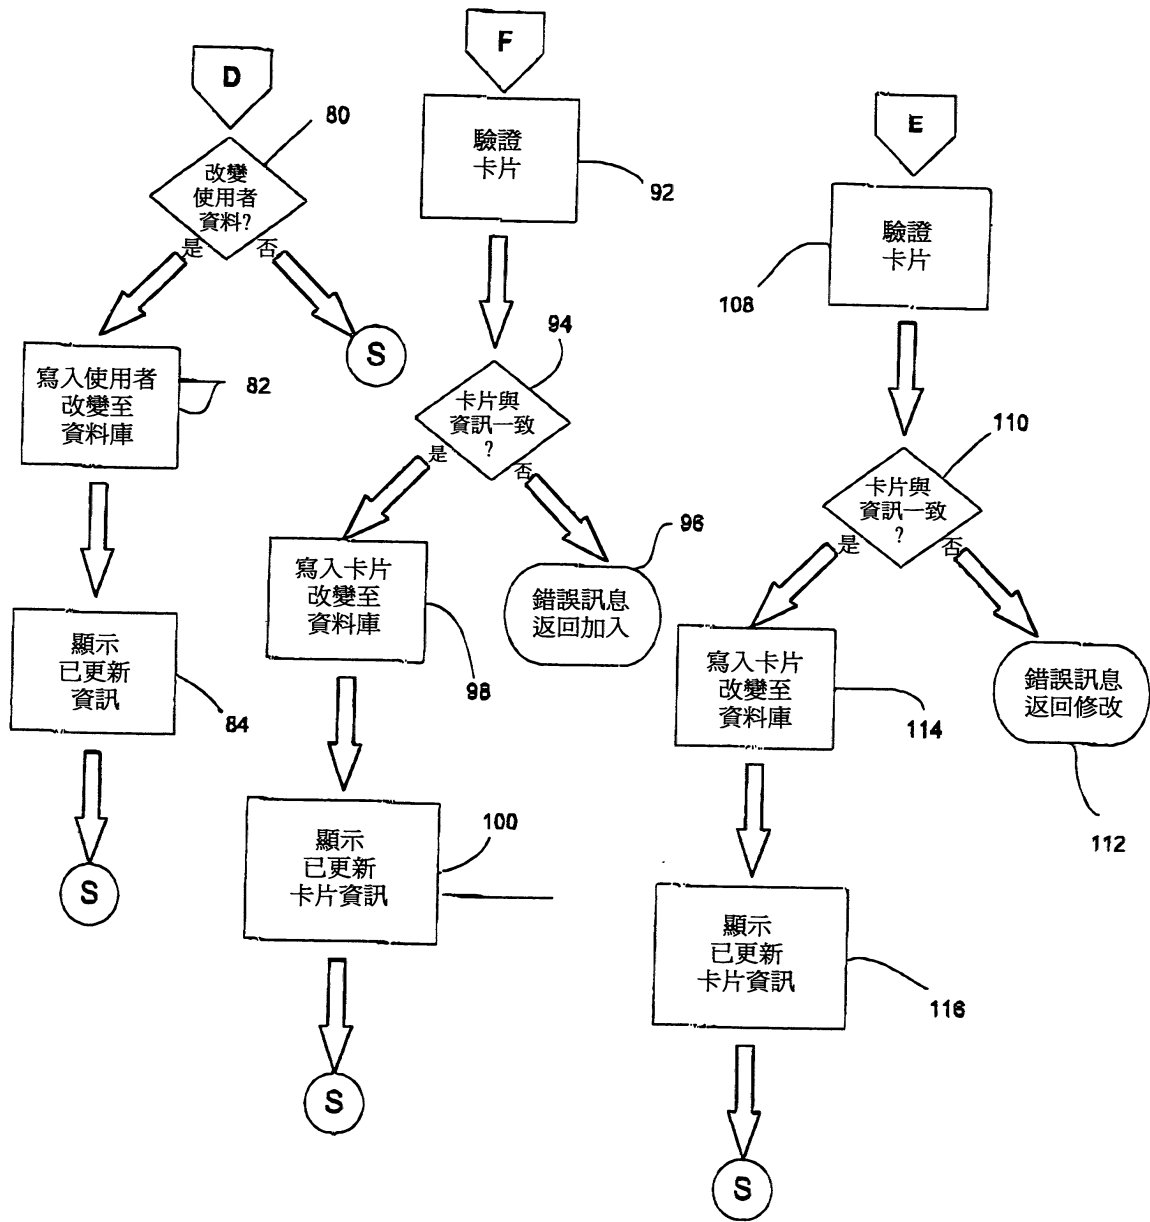 D
80
改變
使用者
資料?
是
否
S
寫入使用者
改變至
資料庫
82
顯示
已更新
資訊
84
S
F
驗證
卡片
92
94
卡片與
資訊一致
?
是
否
96
錯誤訊息
返回加入
寫入卡片
改變至
資料庫
98
顯示
已更新
卡片資訊
100
S
E
驗證
卡片
108
110
卡片與
資訊一致
?
是
否
寫入卡片
改變至
資料庫
114
錯誤訊息
返回修改
112
顯示
已更新
卡片資訊
116
S